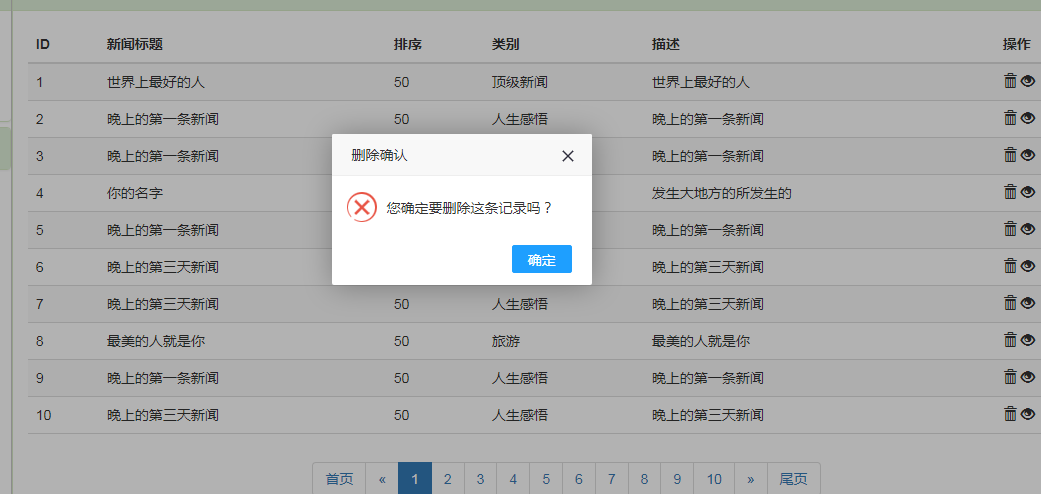 ID 新闻标题 排序 类别 描述 操作
1 世界上最好的人 50 顶级新闻 世界上最好的人
2 晚上的第一条新闻 50 人生感悟 晚上的第一条新闻
3 晚上的第一条新闻 晚上的第一条新闻
4 你的名字 发生大地方的所发生的
5 晚上的第一条新闻 晚上的第一条新闻
6 晚上的第三天新闻 晚上的第三天新闻
7 晚上的第三天新闻 50 人生感悟 晚上的第三天新闻
8 最美的人就是你 50 旅游 最美的人就是你
9 晚上的第一条新闻 50 人生感悟 晚上的第一条新闻
10 晚上的第三天新闻 50 人生感悟 晚上的第三天新闻
删除确认
您确定要删除这条记录吗？
确定
首页 « 1 2 3 4 5 6 7 8 9 10 » 尾页